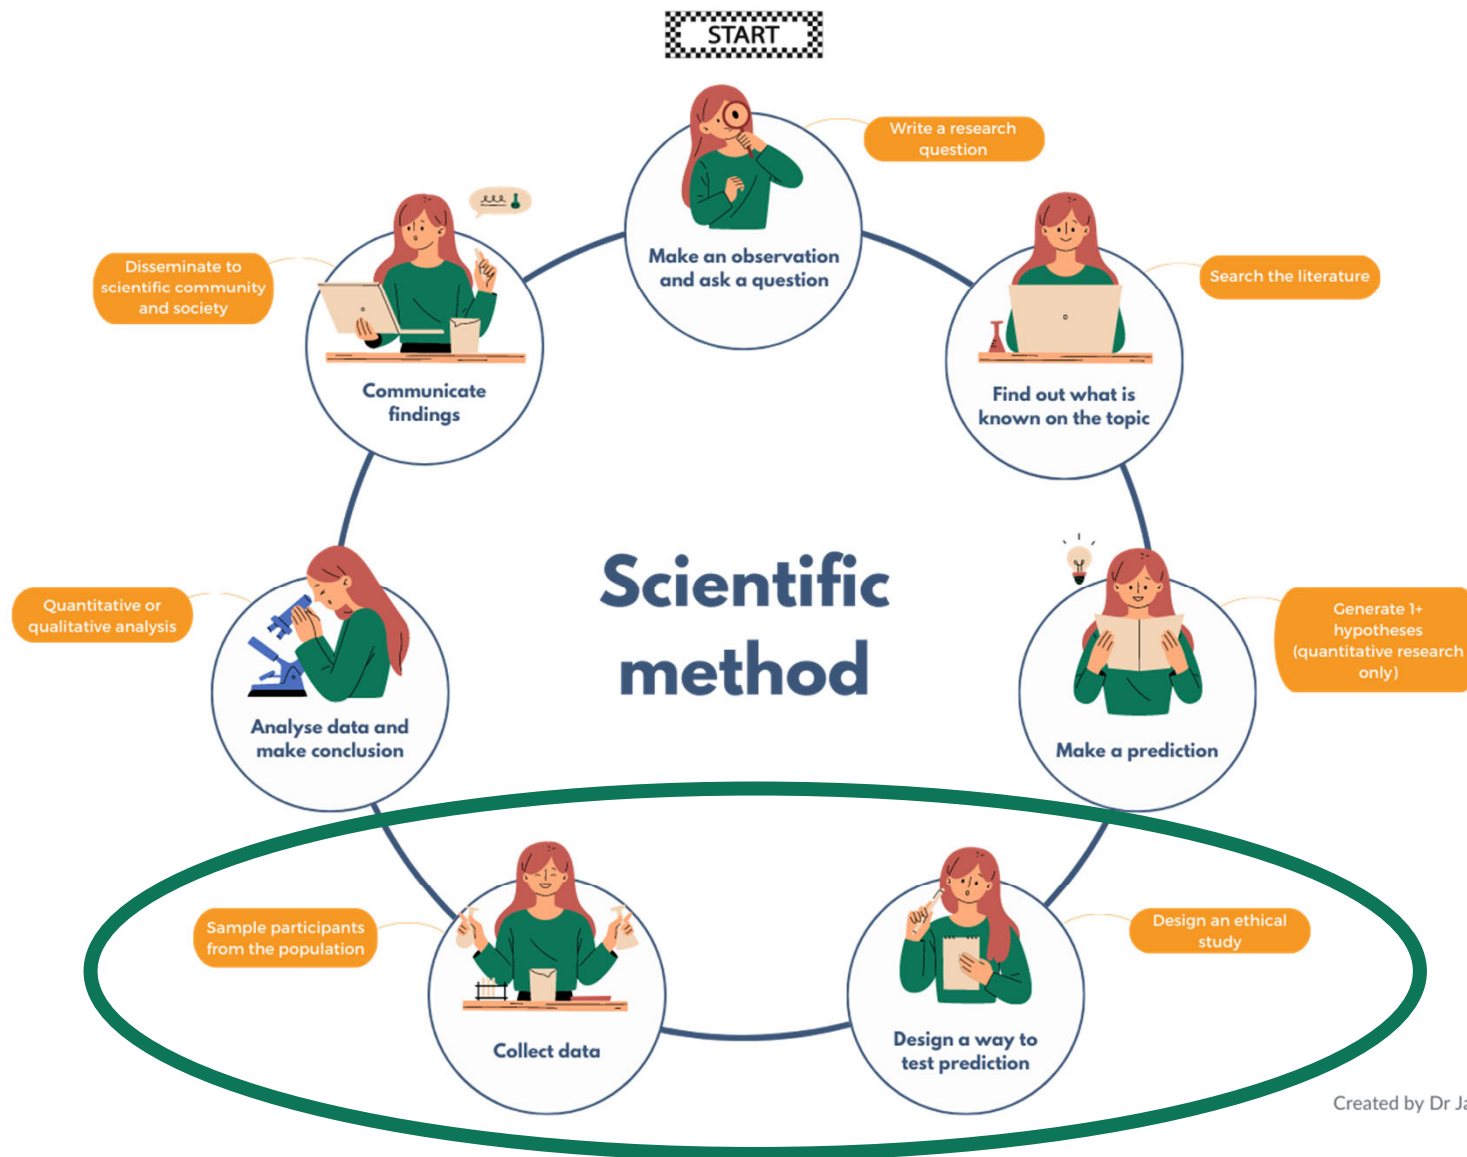 START
Write a research
question
Make an observation
and ask a question
Search the literature
Find out what is
known on the topic
Generate 1+
hypotheses
(quantitative research
only)
Make a prediction
Design an ethical
study
Design a way to
test prediction
Sample participants
from the population
Collect data
Quantitative or
qualitative analysis
Analyse data and
make conclusion
Disseminate to
scientific community
and society
Communicate
findings
Scientific
method
Created by Dr